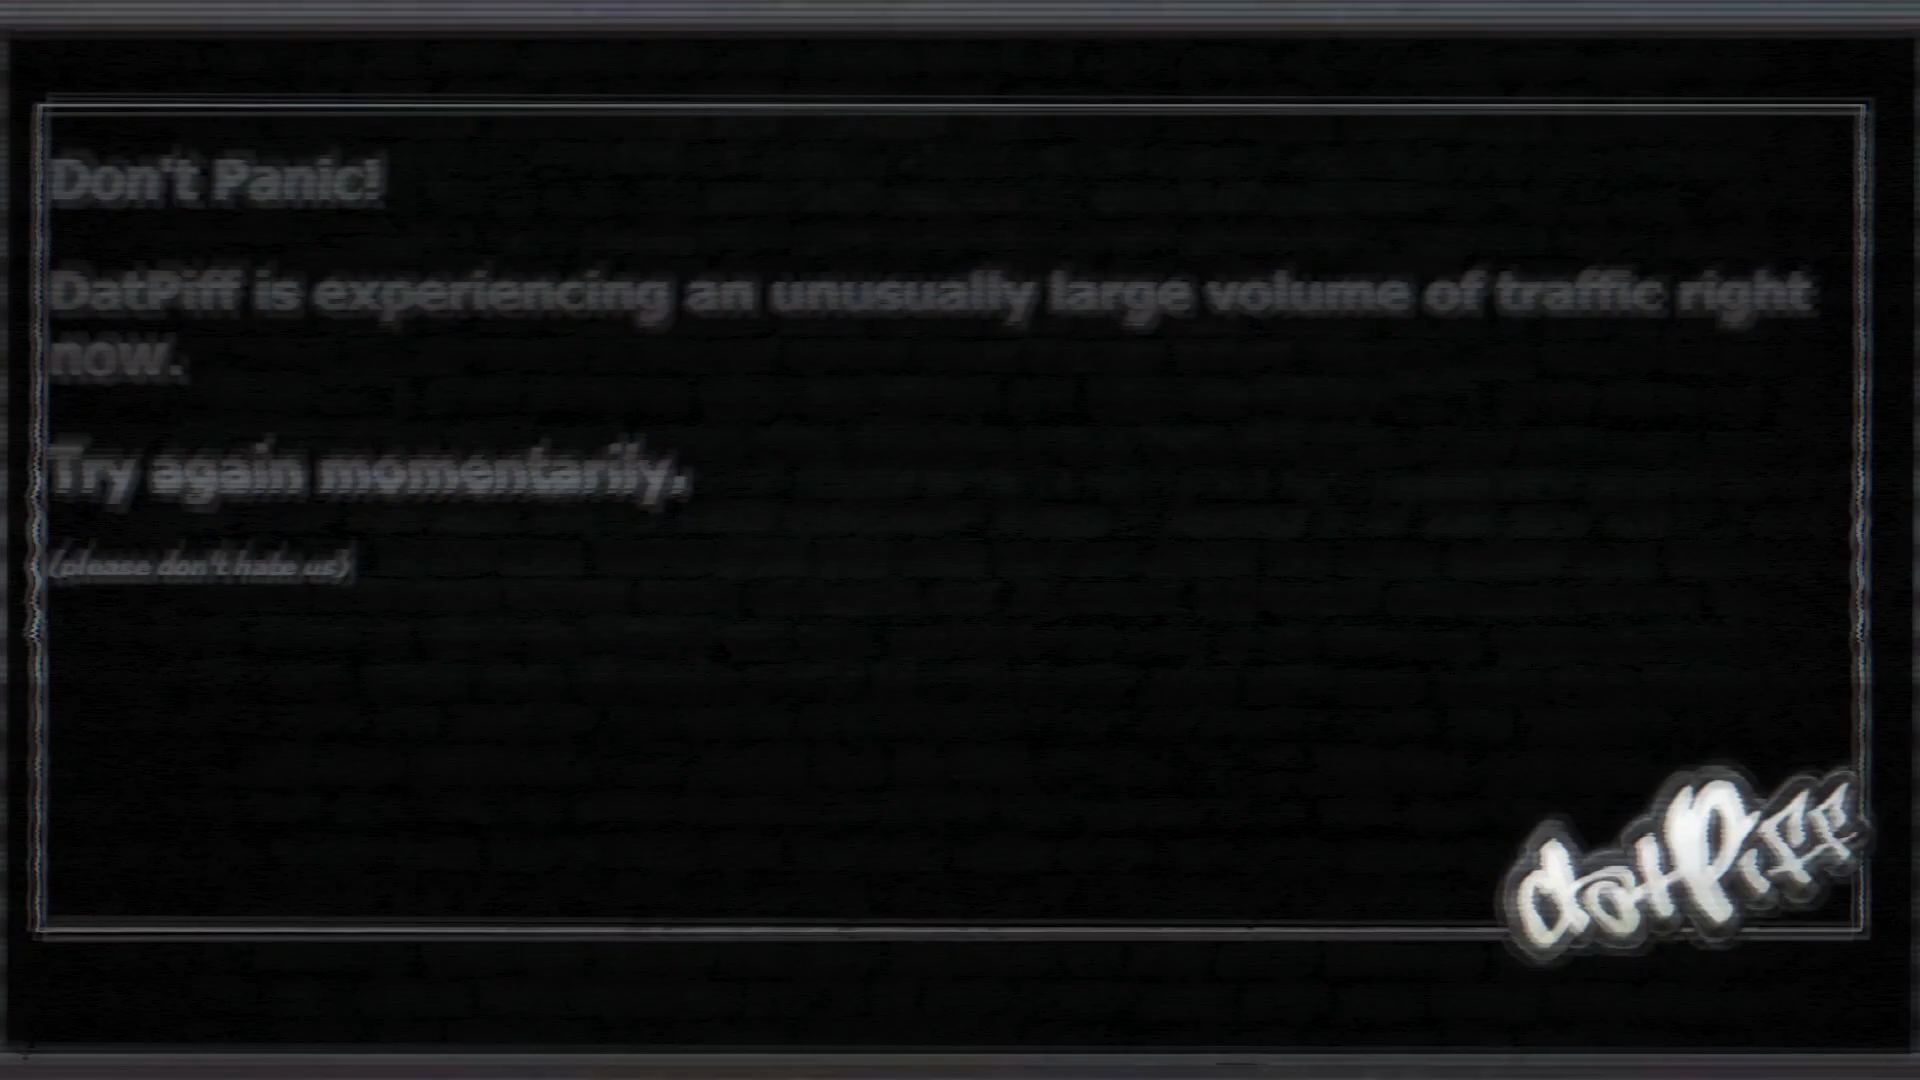 Don't Panic!
DatPiff is experiencing an unusually large volume of traffic right
now.
Try again momentarily.
(please don't hate us)
datPiff